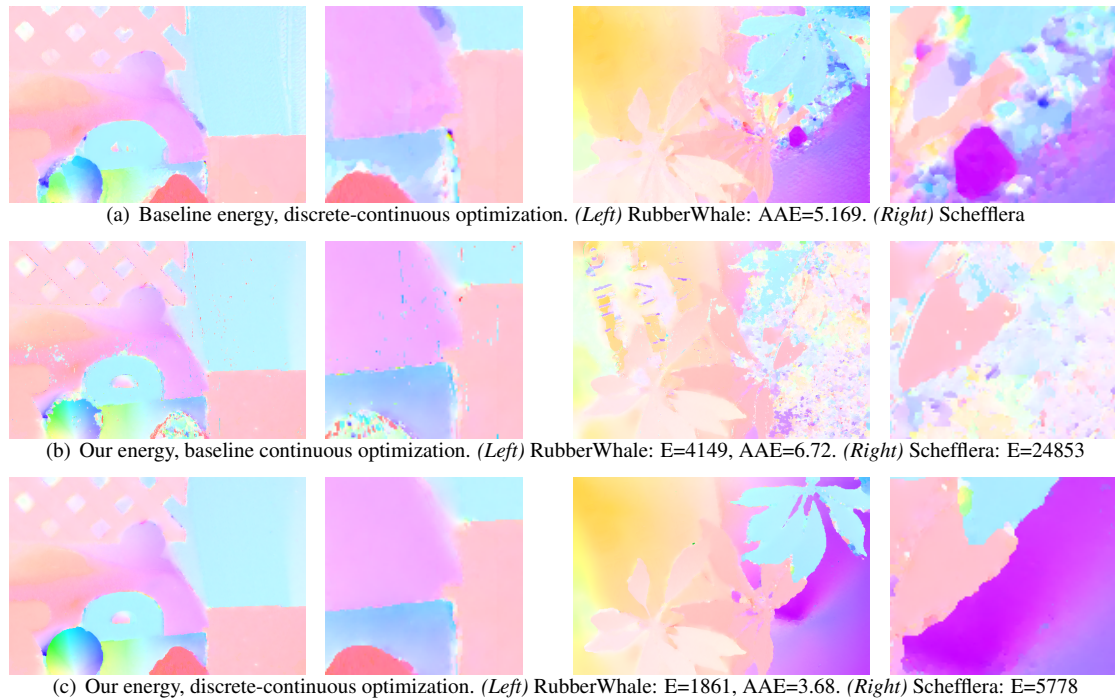 (a) Baseline energy, discrete-continuous optimization. (Left) RubberWhale: AAE=5.169. (Right) Schefflera
(b) Our energy, baseline continuous optimization. (Left) RubberWhale: E=4149, AAE=6.72. (Right) Schefflera: E=24853
(c) Our energy, discrete-continuous optimization. (Left) RubberWhale: E=1861, AAE=3.68. (Right) Schefflera: E=5778